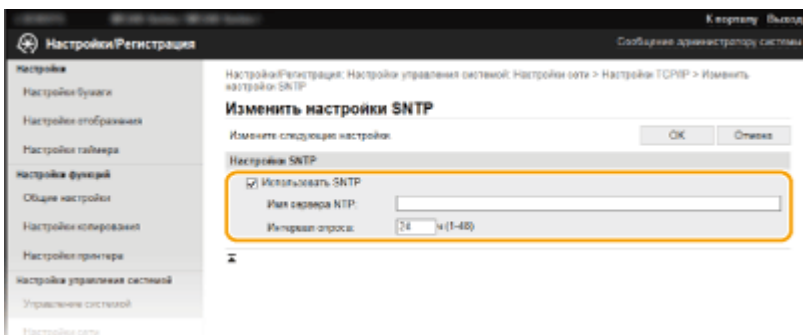 К порталу Выход
Настройки/Регистрация
Сообщение администратору системы
Настройки
Настройки бумаги
Настройки отображения
Настройки таймера
Настройки функций
Общие настройки
Настройки копирования
Настройки принтера
Настройки управления системой
Управление системой
Настройки сети
Настройки/Регистрация: Настройки управления системой: Настройки сети > Настройки TCP/IP > Изменить
настройки SNTP
Изменить настройки SNTP
Измените следующие настройки
OK Отмена
Настройки SNTP
Использовать SNTP
Имя сервера NTP:
Интервал опроса: 24 ч (1-48)